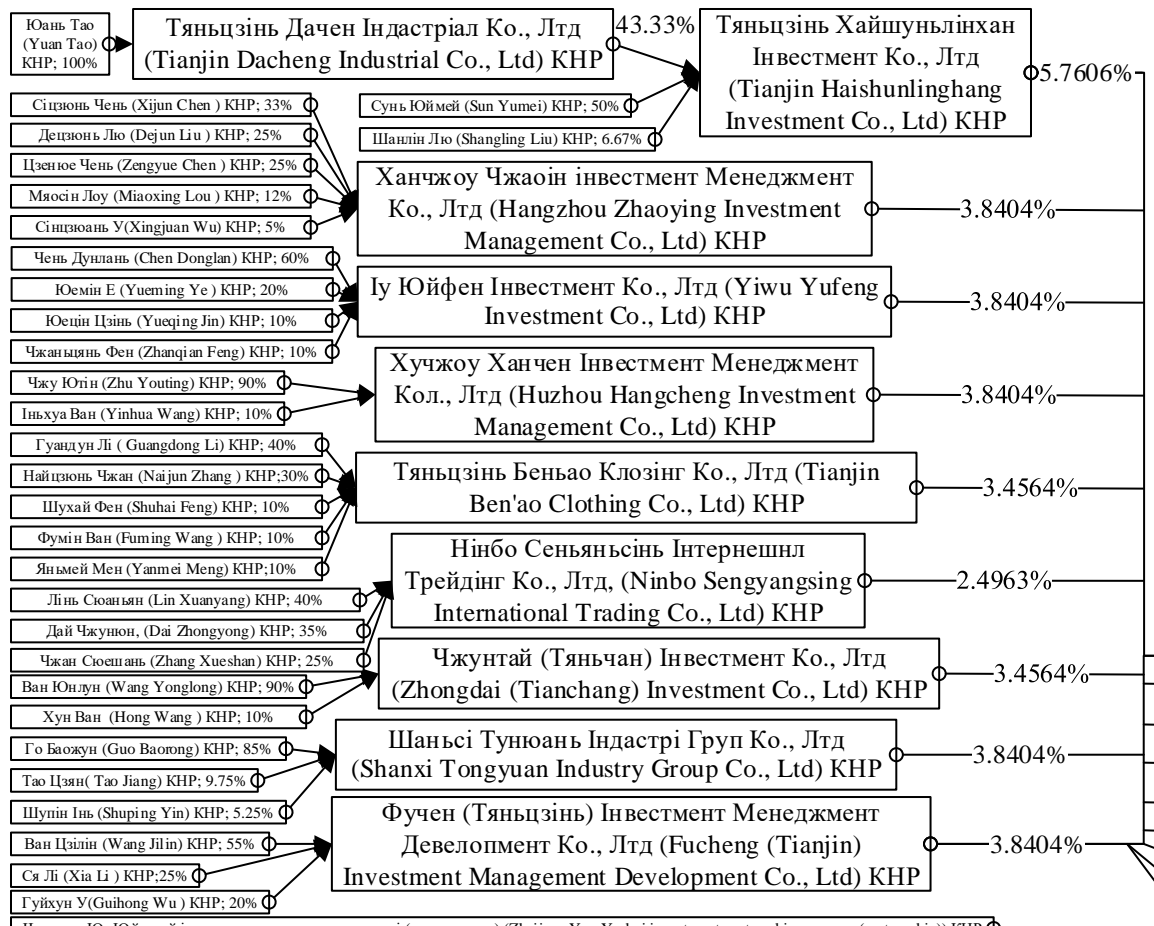 Юань Тао
(Yuan Tao)
КНР; 100%
Тяньцзінь Дачен Індастріал Ко., Лтд
(Tianjin Dacheng Industrial Co., Ltd) КНР
43.33%
Тяньцзінь Хайшуньлінхан
Інвестмент Ко., Лтд
(Tianjin Haishunlinghang
Investment Co., Ltd) КНР
5.7606%
Сіцзюнь Чень (Xijun Chen ) КНР; 33%
Децзюнь Лю (Dejun Liu ) КНР; 25%
Цзенюе Чень (Zengyue Chen ) КНР; 25%
Мяосін Лоу (Miaoxing Lou ) КНР; 12%
Сінцзюань У(Xingjuan Wu) КНР; 5%
Сунь Юймей (Sun Yumei) КНР; 50%
Шанлін Лю (Shangling Liu) КНР; 6.67%
Ханчжоу Чжаоін інвестмент Менеджмент
Ко., Лтд (Hangzhou Zhaoying Investment
Management Co., Ltd) КНР
3.8404%
Чень Дунлань (Chen Donglan) КНР; 60%
Юемін Е (Yueming Ye ) КНР; 20%
Юецін Цзінь (Yueqing Jin) КНР; 10%
Чжаньцянь Фен (Zhanqian Feng) КНР; 10%
Іу Юйфен Інвестмент Ко., Лтд (Yiwu Yufeng
Investment Co., Ltd) КНР
3.8404%
Чжу Ютін (Zhu Youting) КНР; 90%
Іньхуа Ван (Yinhua Wang) КНР; 10%
Хучжоу Ханчен Інвестмент Менеджмент
Кол., Лтд (Huzhou Hangcheng Investment
Management Co., Ltd) КНР
3.8404%
Гуандун Лі ( Guangdong Li) КНР; 40%
Найцзюнь Чжан (Naijun Zhang ) КНР;30%
Шухай Фен (Shuhai Feng) КНР; 10%
Фумін Ван (Fuming Wang ) КНР; 10%
Яньмей Мен (Yanmei Meng) КНР;10%
Тяньцзінь Беньао Клозінг Ко., Лтд (Tianjin
Ben'ao Clothing Co., Ltd) КНР
3.4564%
Лінь Сюаньян (Lin Xuanyang) КНР; 40%
Дай Чжунюн, (Dai Zhongyong) КНР; 35%
Чжан Сюешань (Zhang Xueshan) КНР; 25%
Нінбо Сеньяньсінь Інтернешнл
Трейдінг Ко., Лтд, (Ninbo Sengyangsing
International Trading Co., Ltd) КНР
2.4963%
Ван Юнлун (Wang Yonglong) КНР; 90%
Хун Ван (Hong Wang ) КНР; 10%
Чжунтай (Тяньчан) Інвестмент Ко., Лтд
(Zhongdai (Tianchang) Investment Co., Ltd) КНР
3.4564%
Го Баожун (Guo Baorong) КНР; 85%
Тао Цзян( Tao Jiang) КНР; 9.75%
Шупін Інь (Shuping Yin) КНР; 5.25%
Шаньсі Тунюань Індастрі Груп Ко., Лтд
(Shanxi Tongyuan Industry Group Co., Ltd) КНР
3.8404%
Ван Цзілін (Wang Jilin) КНР; 55%
Ся Лі (Xia Li ) КНР;25%
Гуйхун У(Guihong Wu ) КНР; 20%
Фучен (Тяньцзінь) Інвестмент Менеджмент
Девелопмент Ко., Лтд (Fucheng (Tianjin)
Investment Management Development Co., Ltd) КНР
3.8404%